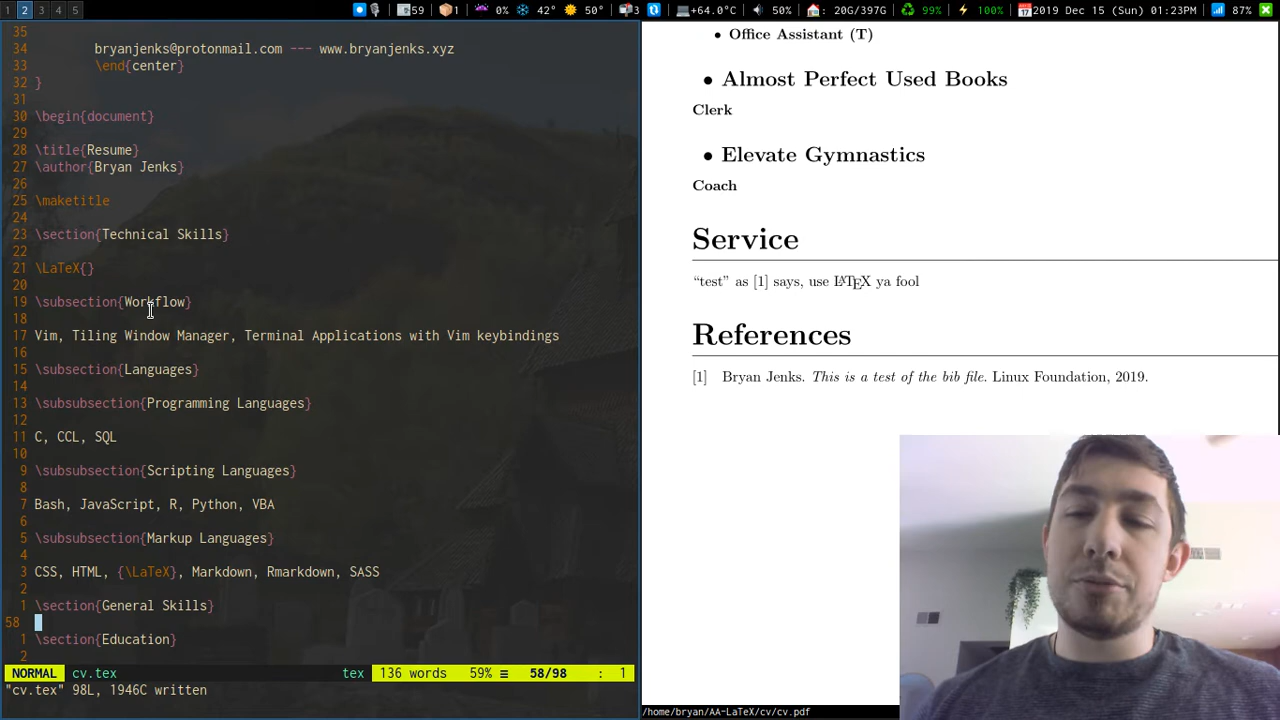 1 2 3 4 5 59 1 0% 42° 50° 3 +64.0°C 50% : 20G/397G 99% 100% 2019 Dec 15 (Sun) 01:23PM 87%
35
34 bryanjenks@protonmail.com --- www.bryanjenks.xyz
33 \end{center}
32 }
31
30 \begin{document}
29
28 \title{Resume}
27 \author{Bryan Jenks}
26
25 \maketitle
24
23 \section{Technical Skills}
22
21 \LaTeX{}
20
19 \subsection{Workflow}
18
17 Vim, Tiling Window Manager, Terminal Applications with Vim keybindings
16
15 \subsection{Languages}
14
13 \subsubsection{Programming Languages}
12
11 C, CCL, SQL
10
9 \subsubsection{Scripting Languages}
8
7 Bash, JavaScript, R, Python, VBA
6
5 \subsubsection{Markup Languages}
4
3 CSS, HTML, {\LaTeX}, Markdown, Rmarkdown, SASS
2
1 \section{General Skills}
58
1 \section{Education}
2
NORMAL cv.tex tex 136 words 59% ≡ 58/98 : 1
"cv.tex" 98L, 1946C written
• Office Assistant (T)
• Almost Perfect Used Books
Clerk
• Elevate Gymnastics
Coach
Service
“test” as [1] says, use LATEX ya fool
References
[1] Bryan Jenks. This is a test of the bib file. Linux Foundation, 2019.
/home/bryan/AA-LaTeX/cv/cv.pdf